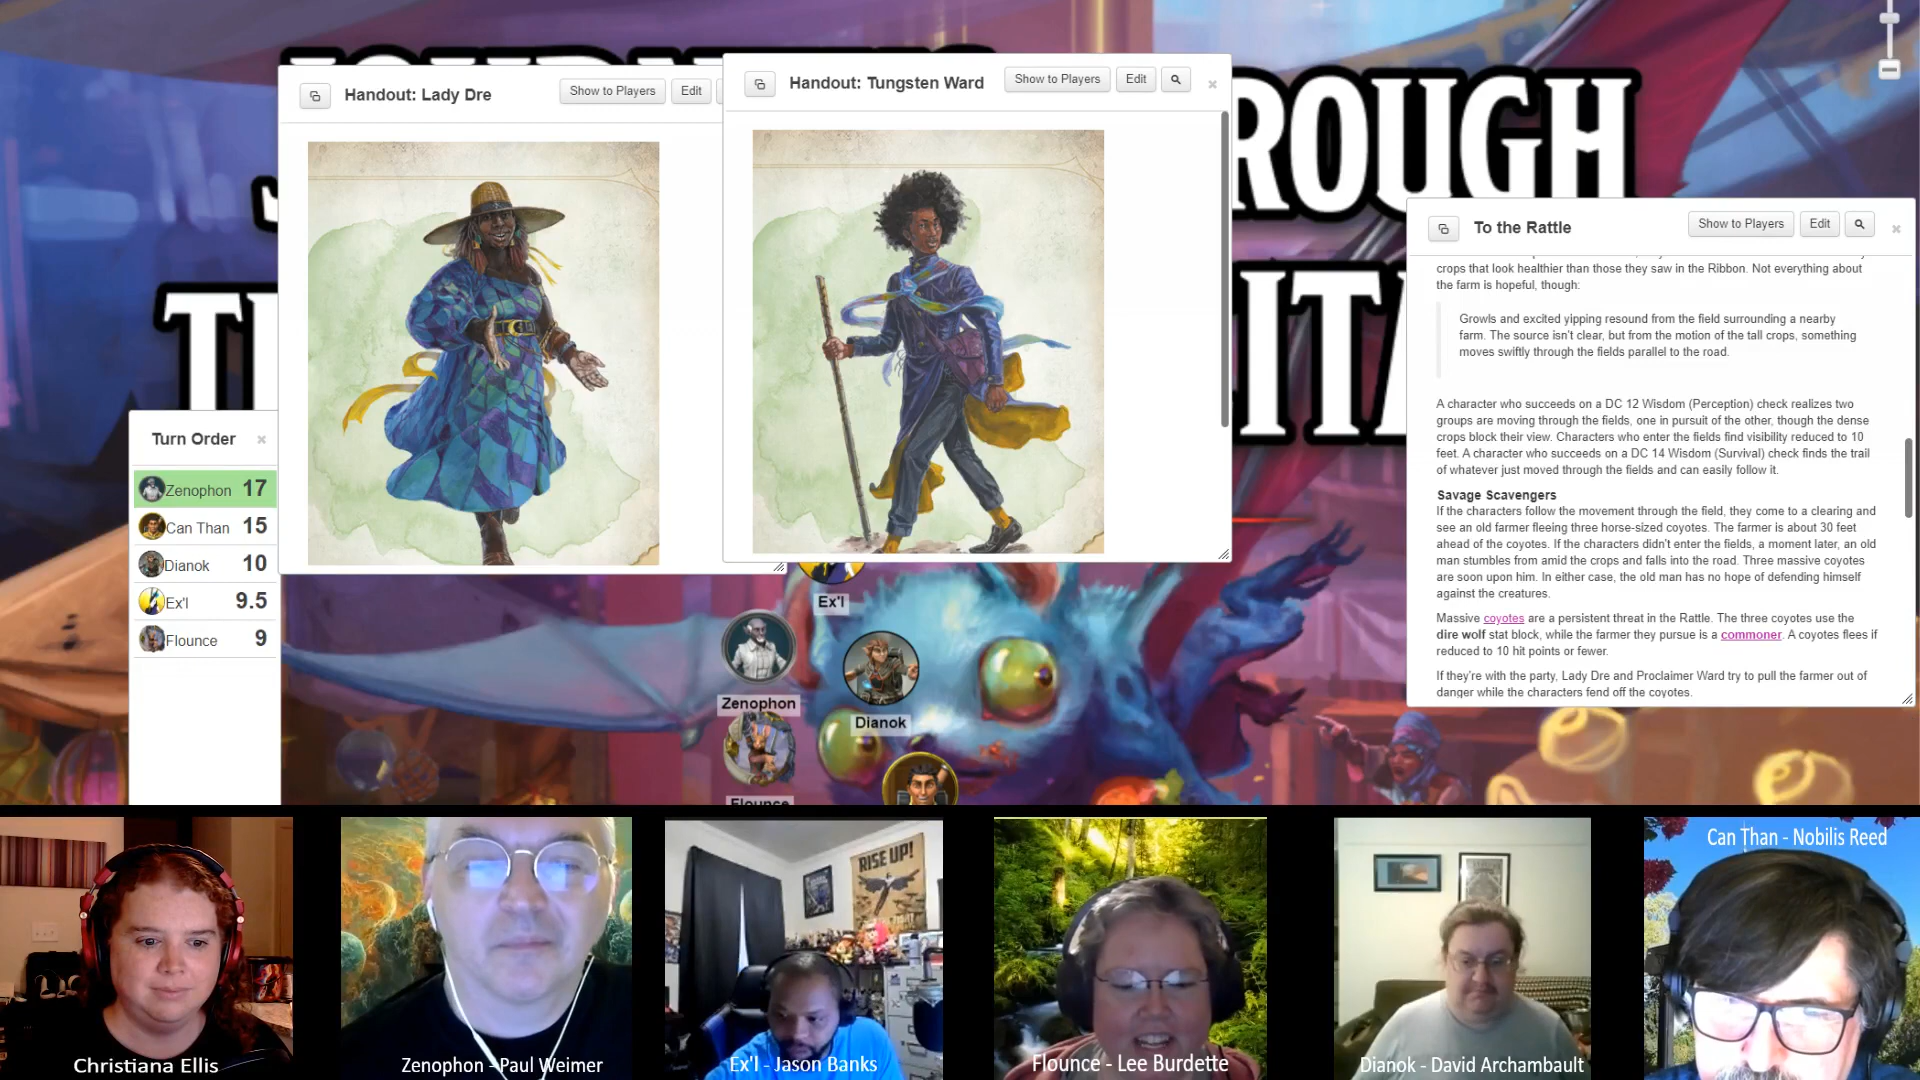 JOURNEYS
THROUGH
THE
CITADEL
Handout: Lady Dre
Show to Players
Edit
Handout: Tungsten Ward
Show to Players
Edit
To the Rattle
Show to Players
Edit
crops that look healthier than those they saw in the Ribbon. Not everything about
the farm is hopeful, though:
Growls and excited yipping resound from the field surrounding a nearby
farm. The source isn't clear, but from the motion of the tall crops, something
moves swiftly through the fields parallel to the road.
A character who succeeds on a DC 12 Wisdom (Perception) check realizes two
groups are moving through the fields, one in pursuit of the other, though the dense
crops block their view. Characters who enter the fields find visibility reduced to 10
feet. A character who succeeds on a DC 14 Wisdom (Survival) check finds the trail
of whatever just moved through the fields and can easily follow it.
Savage Scavengers
If the characters follow the movement through the field, they come to a clearing and
see an old farmer fleeing three horse-sized coyotes. The farmer is about 30 feet
ahead of the coyotes. If the characters didn't enter the fields, a moment later, an old
man stumbles from amid the crops and falls into the road. Three massive coyotes
are soon upon him. In either case, the old man has no hope of defending himself
against the creatures.
Massive coyotes are a persistent threat in the Rattle. The three coyotes use the
dire wolf stat block, while the farmer they pursue is a commoner. A coyotes flees if
reduced to 10 hit points or fewer.
If they're with the party, Lady Dre and Proclaimer Ward try to pull the farmer out of
danger while the characters fend off the coyotes.
Turn Order
Zenophon 17
Can Than 15
Dianok 10
Ex'l 9.5
Flounce 9
Ex'l
Zenophon
Dianok
Flounce
RISE UP!
Christiana Ellis
Zenophon - Paul Weimer
Ex'l - Jason Banks
Flounce - Lee Burdette
Dianok - David Archambault
Can Than - Nobilis Reed